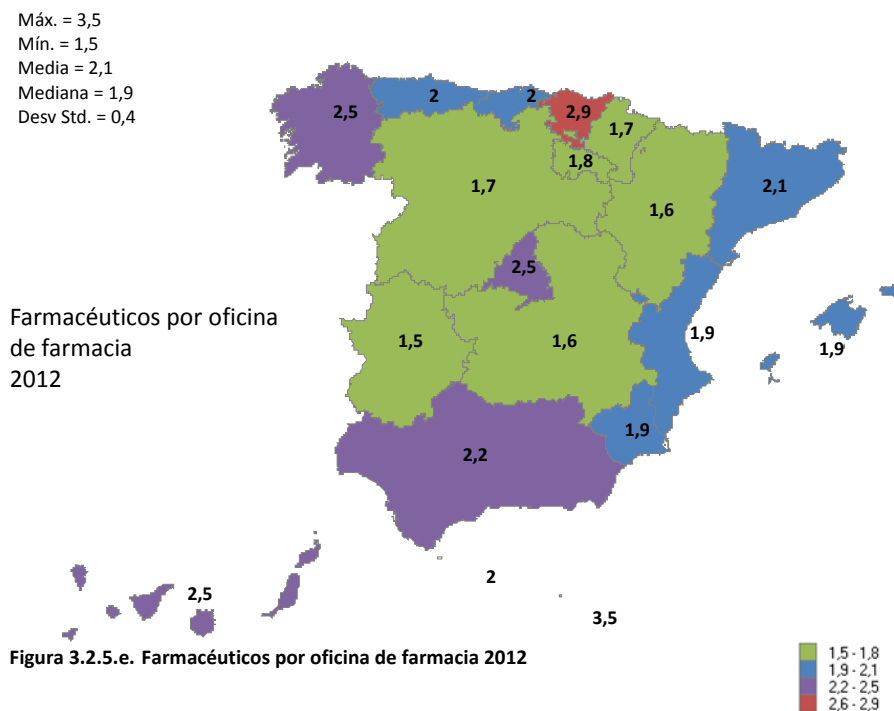 Máx. = 3,5
Mín. = 1,5
Media = 2,1
Mediana = 1,9
Desv Std. = 0,4
2,5
2
2
2,9
1,7
1,8
1,7
1,6
2,1
2,5
Farmacéuticos por oficina
de farmacia
2012
1,5
1,6
1,9
1,9
1,9
2,2
2
2,5
3,5
Figura 3.2.5.e. Farmacéuticos por oficina de farmacia 2012
1,5 - 1,8
1,9 - 2,1
2,2 - 2,5
2,6 - 2,9